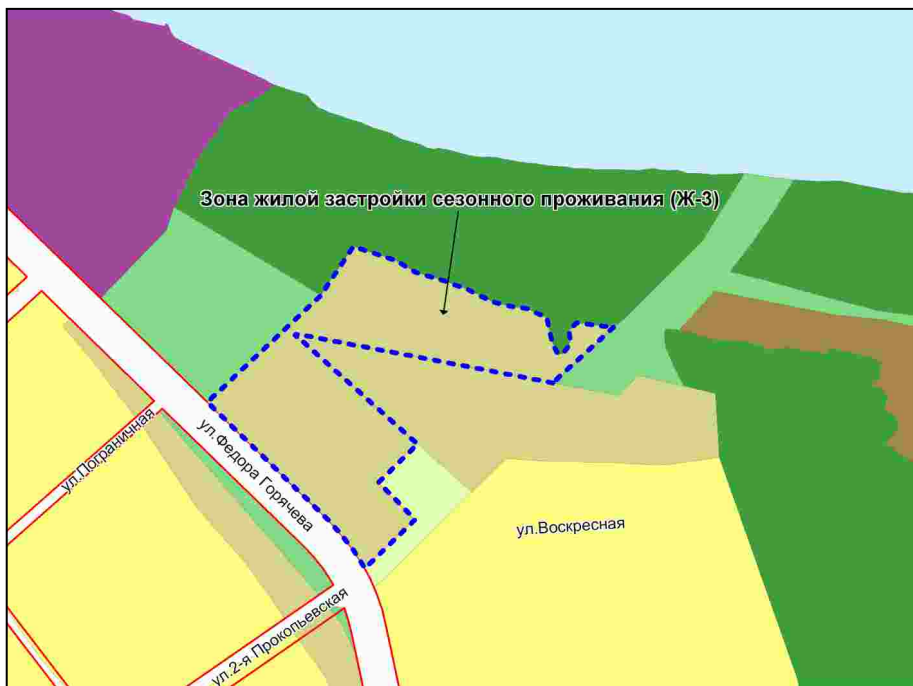 Зона жилой застройки сезонного проживания (Ж-3)
ул.Пограничная
ул.Федора Горячева
ул.Воскресная
ул.2-я Прокопьевская